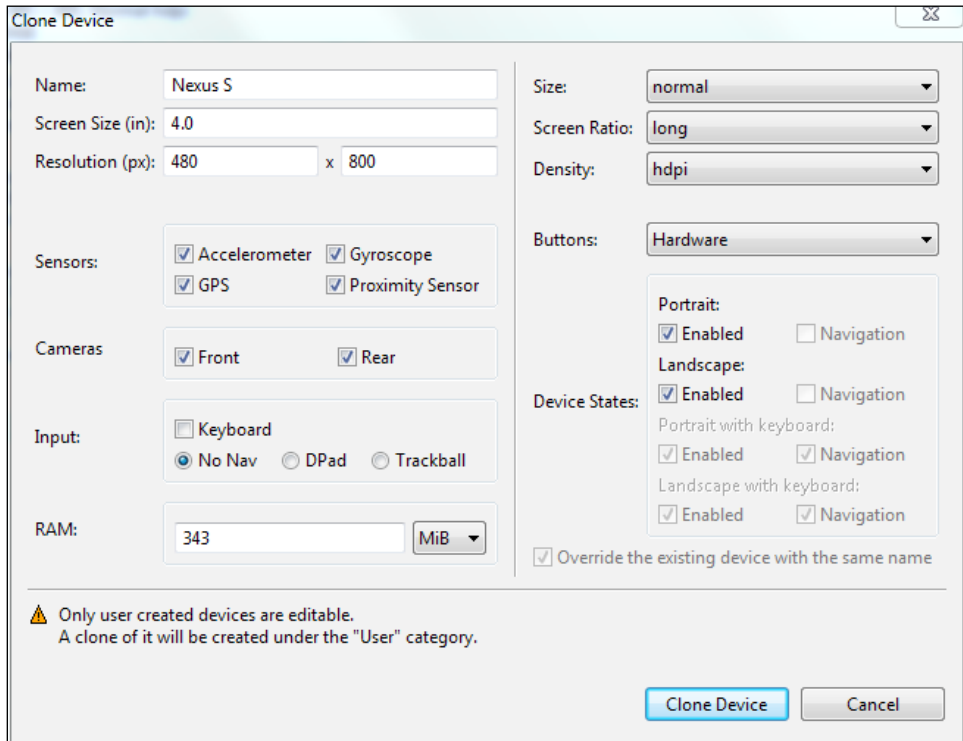 Clone Device
Name: Nexus S
Screen Size (in): 4.0
Resolution (px): 480 x 800
Sensors:
Accelerometer Gyroscope
GPS Proximity Sensor
Cameras
Front Rear
Input:
Keyboard
No Nav DPad Trackball
RAM:
343 MiB
Size: normal
Screen Ratio: long
Density: hdpi
Buttons: Hardware
Device States:
Portrait:
Enabled Navigation
Landscape:
Enabled Navigation
Portrait with keyboard:
Enabled Navigation
Landscape with keyboard:
Enabled Navigation
Override the existing device with the same name
Only user created devices are editable.
A clone of it will be created under the "User" category.
Clone Device Cancel